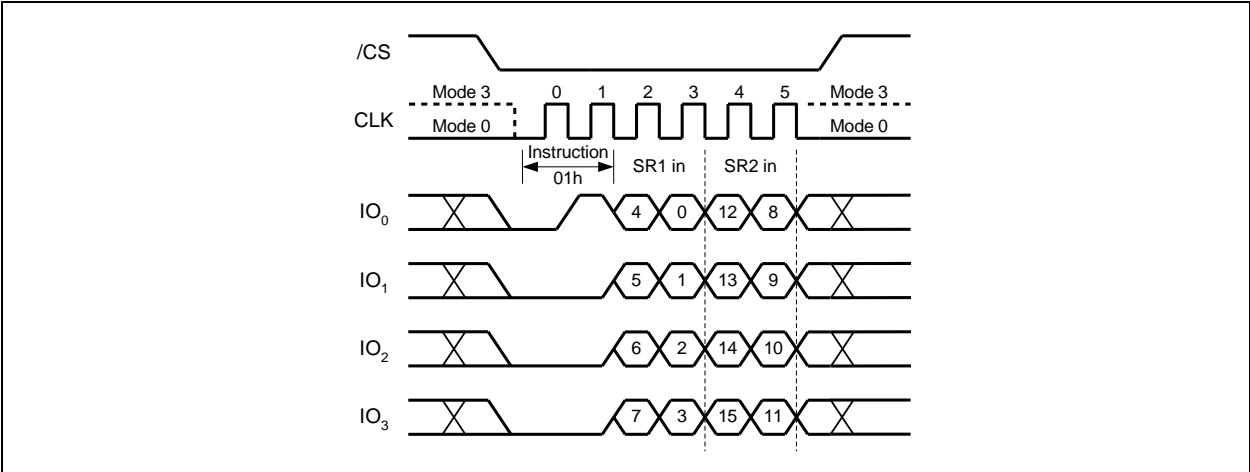 /CS
Mode 3 0 1 2 3 4 5 Mode 3
CLK
Mode 0 Mode 0
Instruction
01h
SR1 in SR2 in
IO0 4 0 12 8
IO1 5 1 13 9
IO2 6 2 14 10
IO3 7 3 15 11